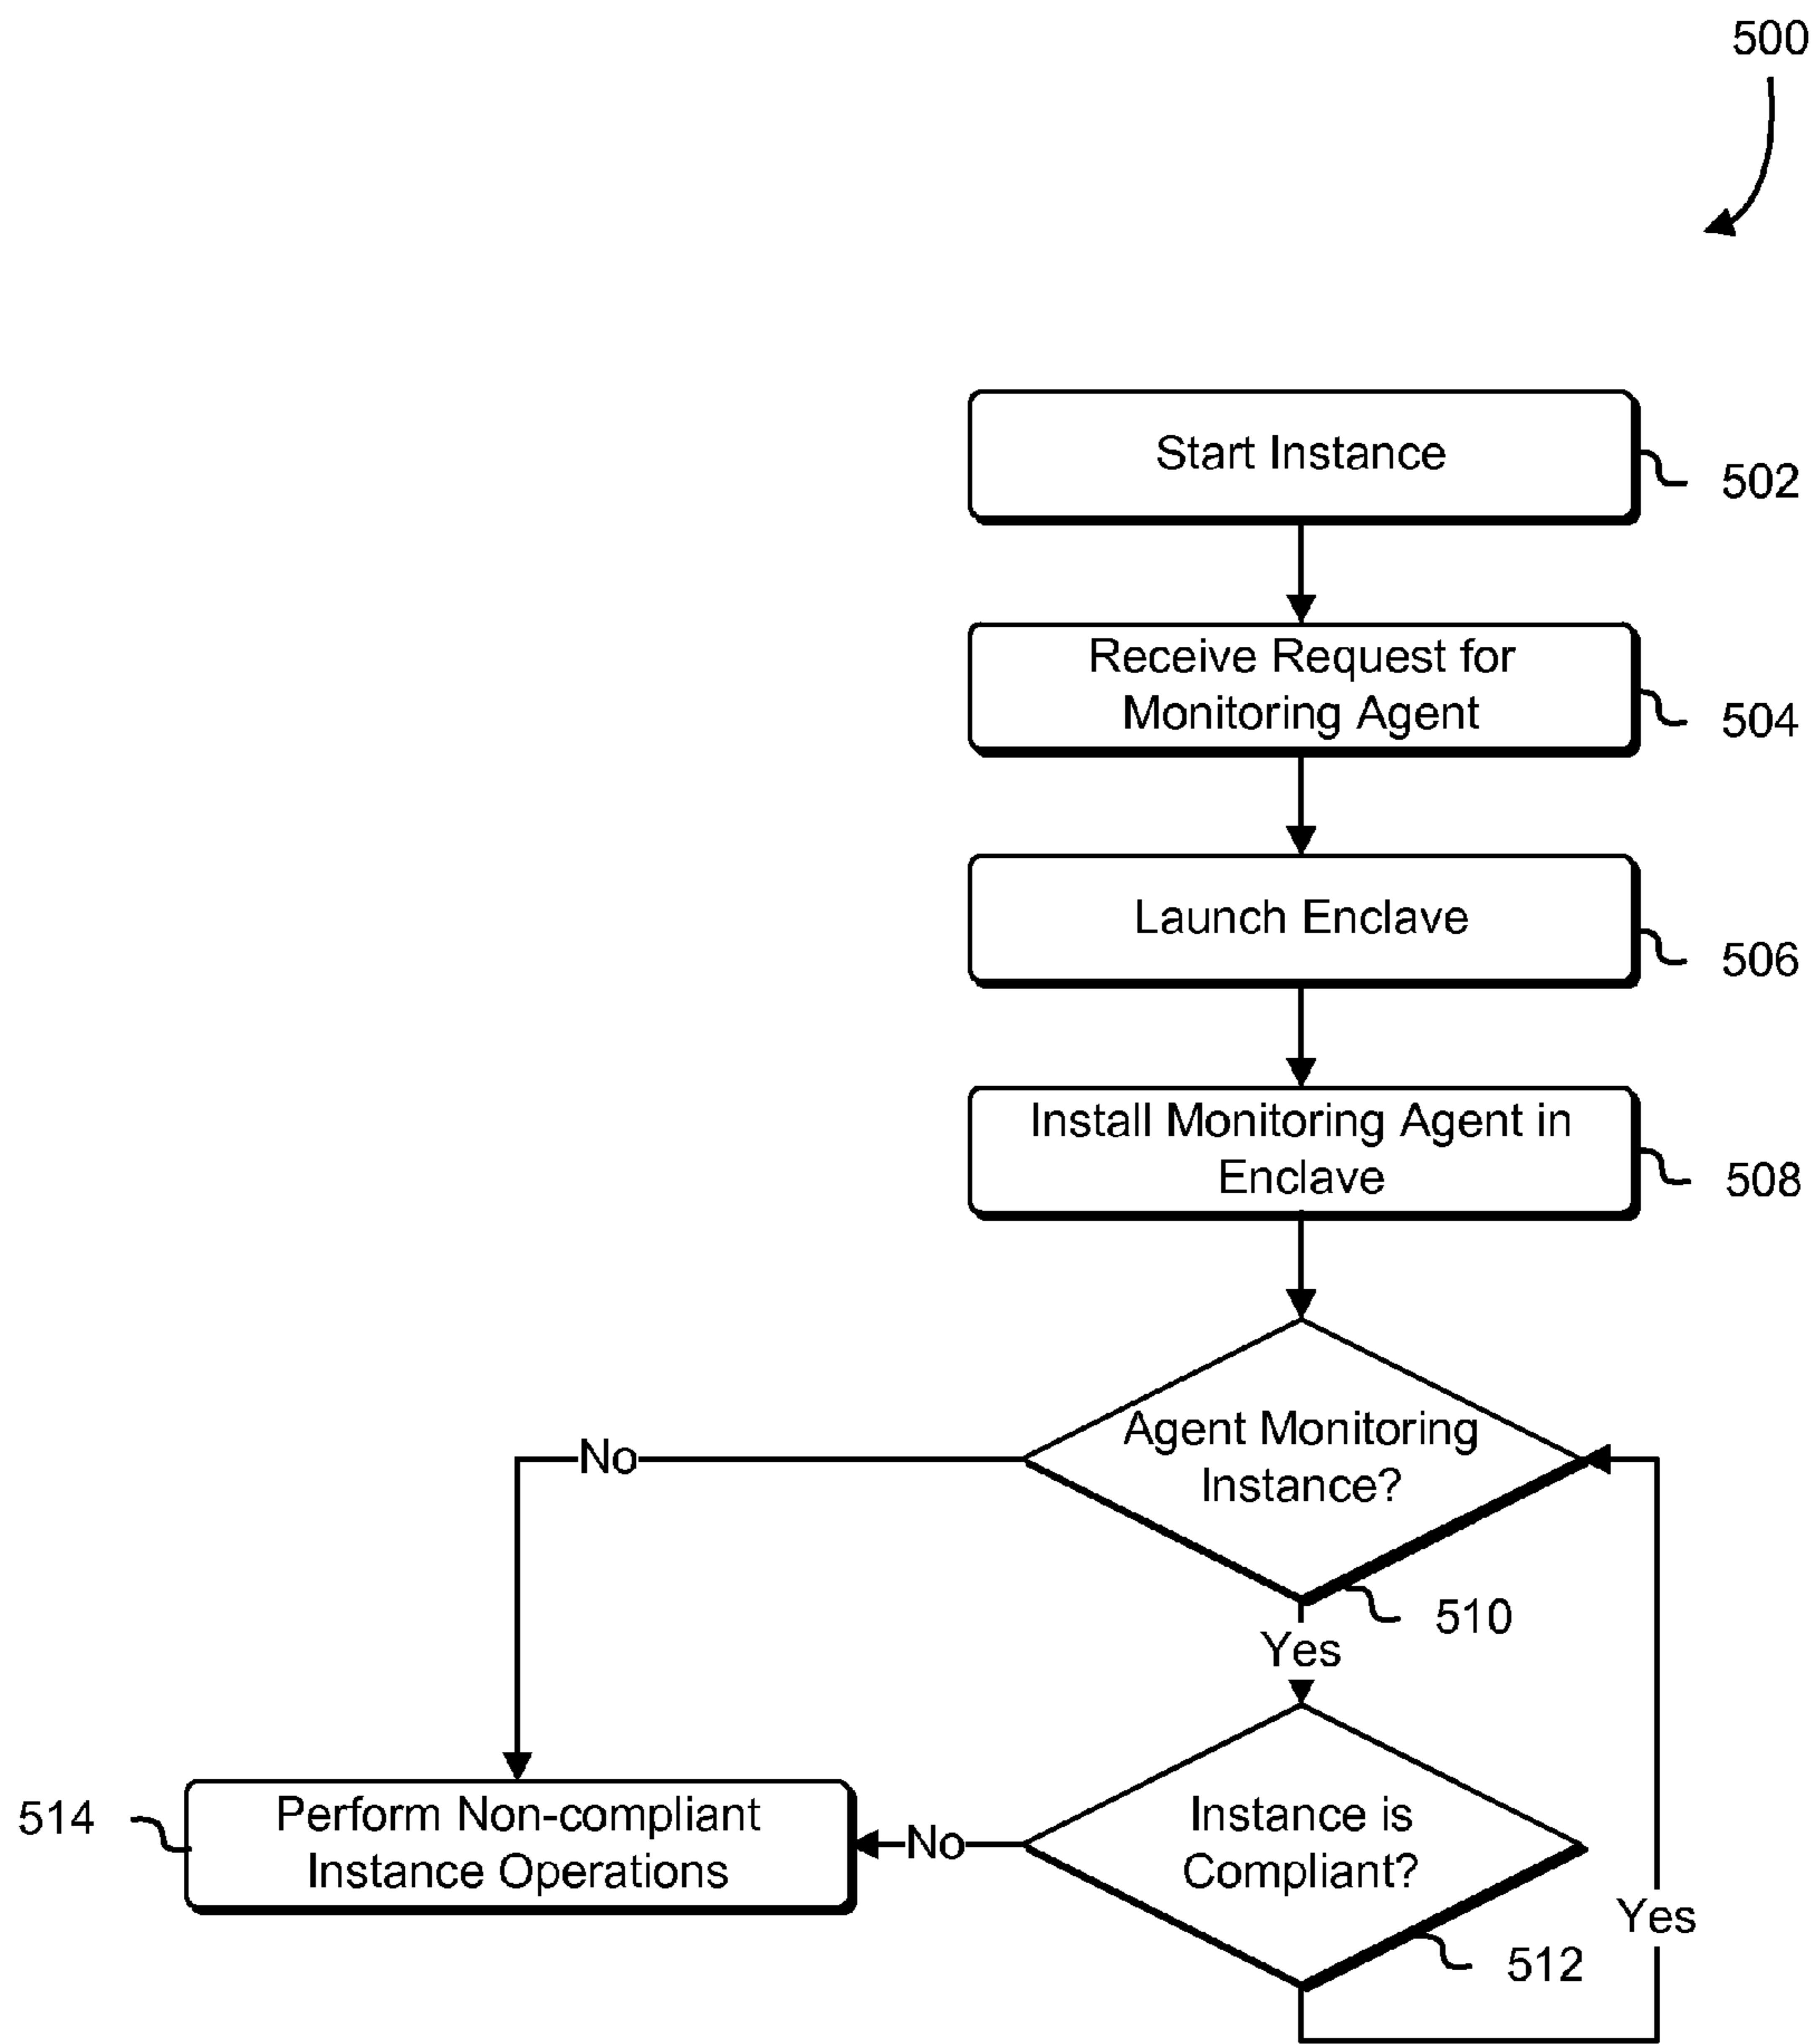 500
Start Instance
502
Receive Request for
Monitoring Agent
504
Launch Enclave
506
Install Monitoring Agent in
Enclave
508
Agent Monitoring
Instance?
No
510
Yes
514
Perform Non-compliant
Instance Operations
No
Instance is
Compliant?
Yes
512